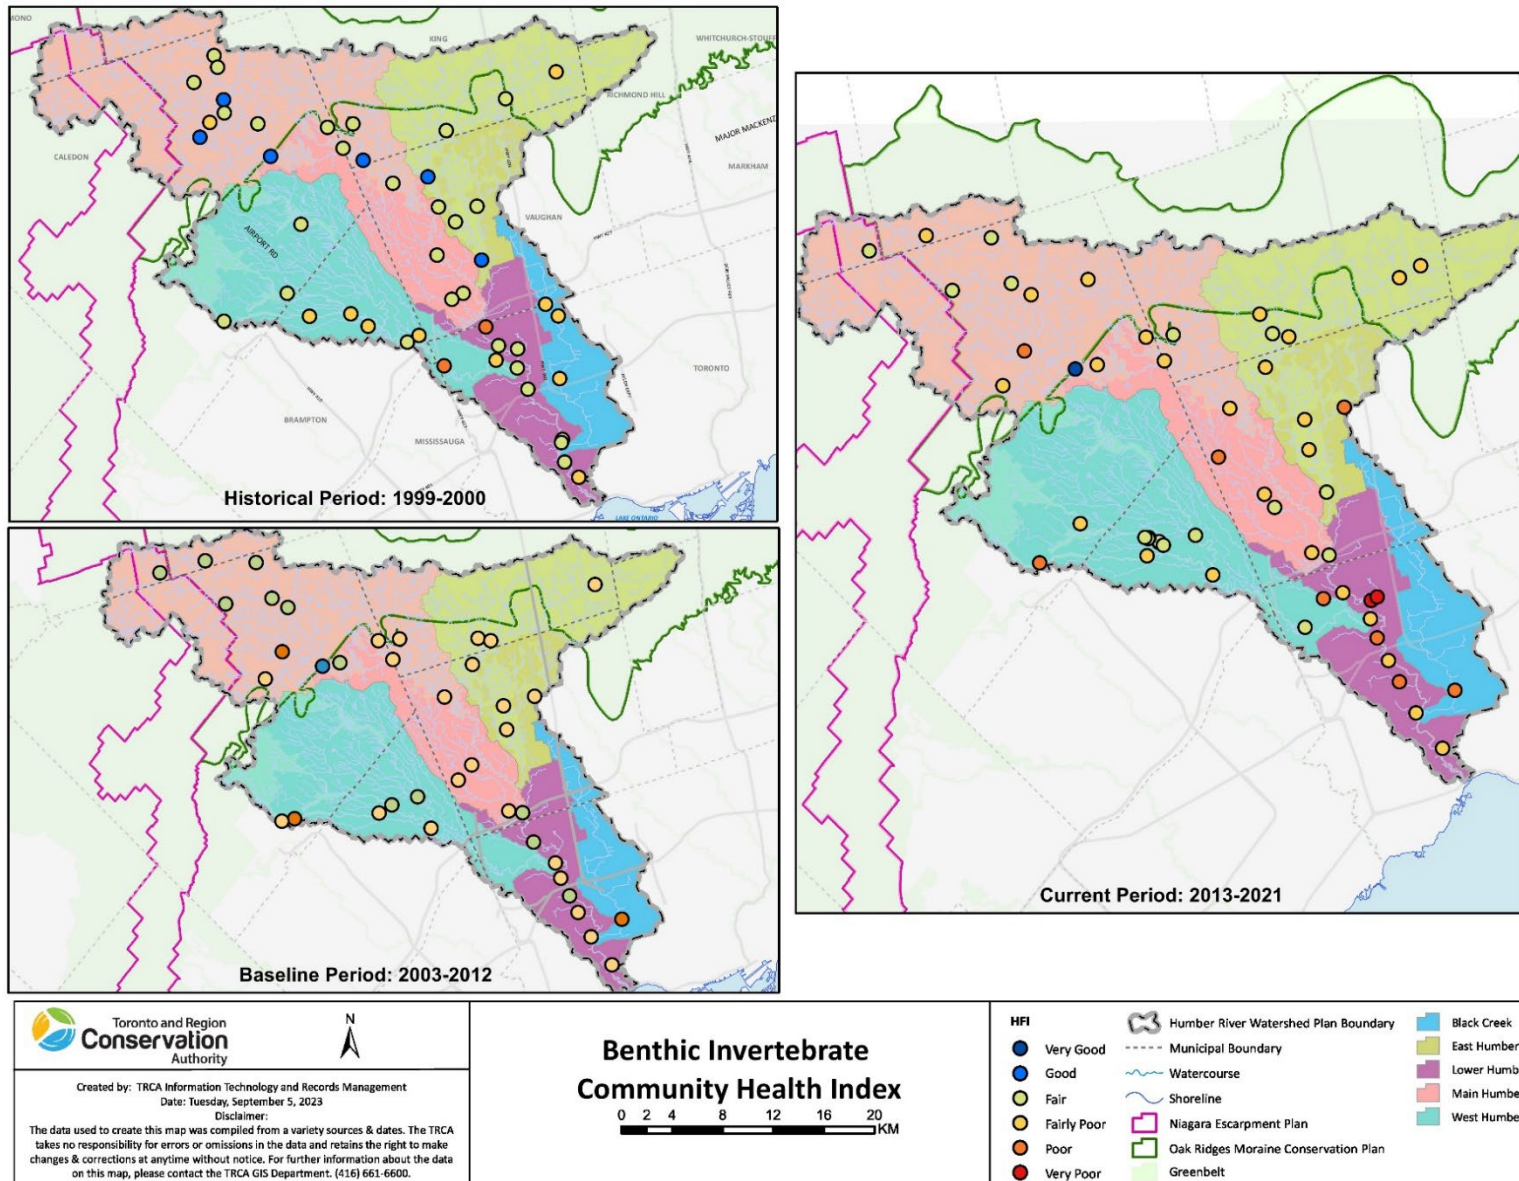 MONO
KING
WHITCHURCH-STOUFF
RICHMOND HILL
MAJOR MACKENZ
CALEDON
MARKHAM
VAUGHAN
AIRPORT RD
TORONTO
BRAMPTON
MISSISSAUGA
Historical Period: 1999-2000
LAKE ONTARIO
Baseline Period: 2003-2012
Current Period: 2013-2021
Toronto and Region
Conservation
Authority
N
Created by: TRCA Information Technology and Records Management
Date: Tuesday, September 5, 2023
Disclaimer:
The data used to create this map was compiled from a variety sources & dates. The TRCA
takes no responsibility for errors or omissions in the data and retains the right to make
changes & corrections at anytime without notice. For further information about the data
on this map, please contact the TRCA GIS Department. (416) 661-6600.
Benthic Invertebrate
Community Health Index
0 2 4 8 12 16 20
KM
HFI
Very Good
Good
Fair
Fairly Poor
Poor
Very Poor
Humber River Watershed Plan Boundary
Municipal Boundary
Watercourse
Shoreline
Niagara Escarpment Plan
Oak Ridges Moraine Conservation Plan
Greenbelt
Black Creek
East Humber
Lower Humb
Main Humbe
West Humbe